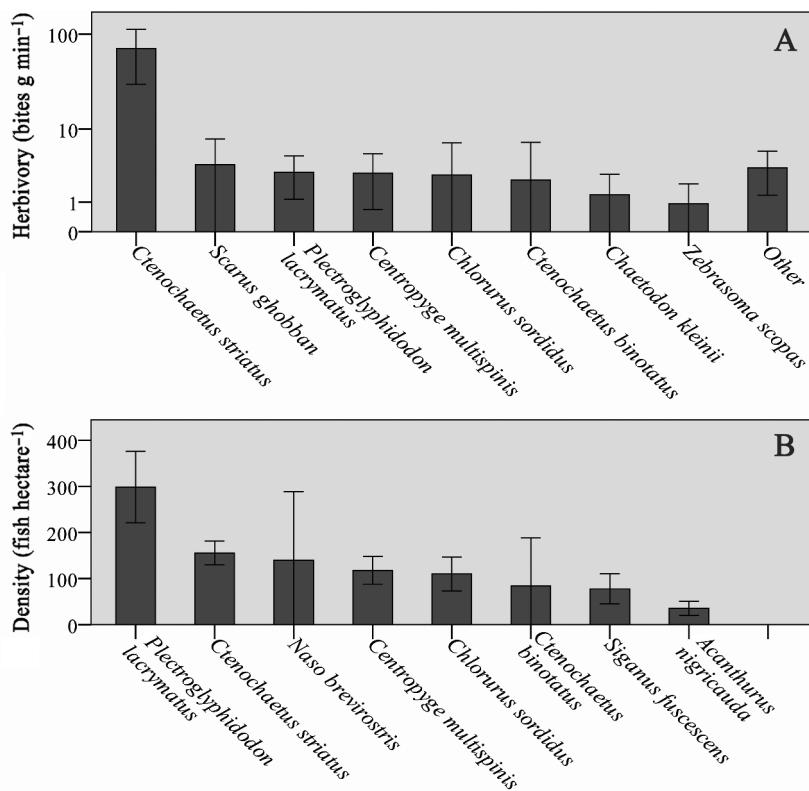 A
Herbivory (bites g min⁻¹)
100
10
1
0
Ctenochaetus striatus
Scarus ghobban
Plectroglyphidodon
lacrymatus
Centropyge multispinis
Chlorurus sordidus
Ctenochaetus binotatus
Chaetodon kleinii
Zebrasoma scopas
Other
B
Density (fish hectare⁻¹)
400
300
200
100
0
Plectroglyphidodon
lacrymatus
Ctenochaetus striatus
Naso brevirostris
Centropyge multispinis
Chlorurus sordidus
Ctenochaetus
binotatus
Siganus fuscescens
Acanthurus
nigricauda